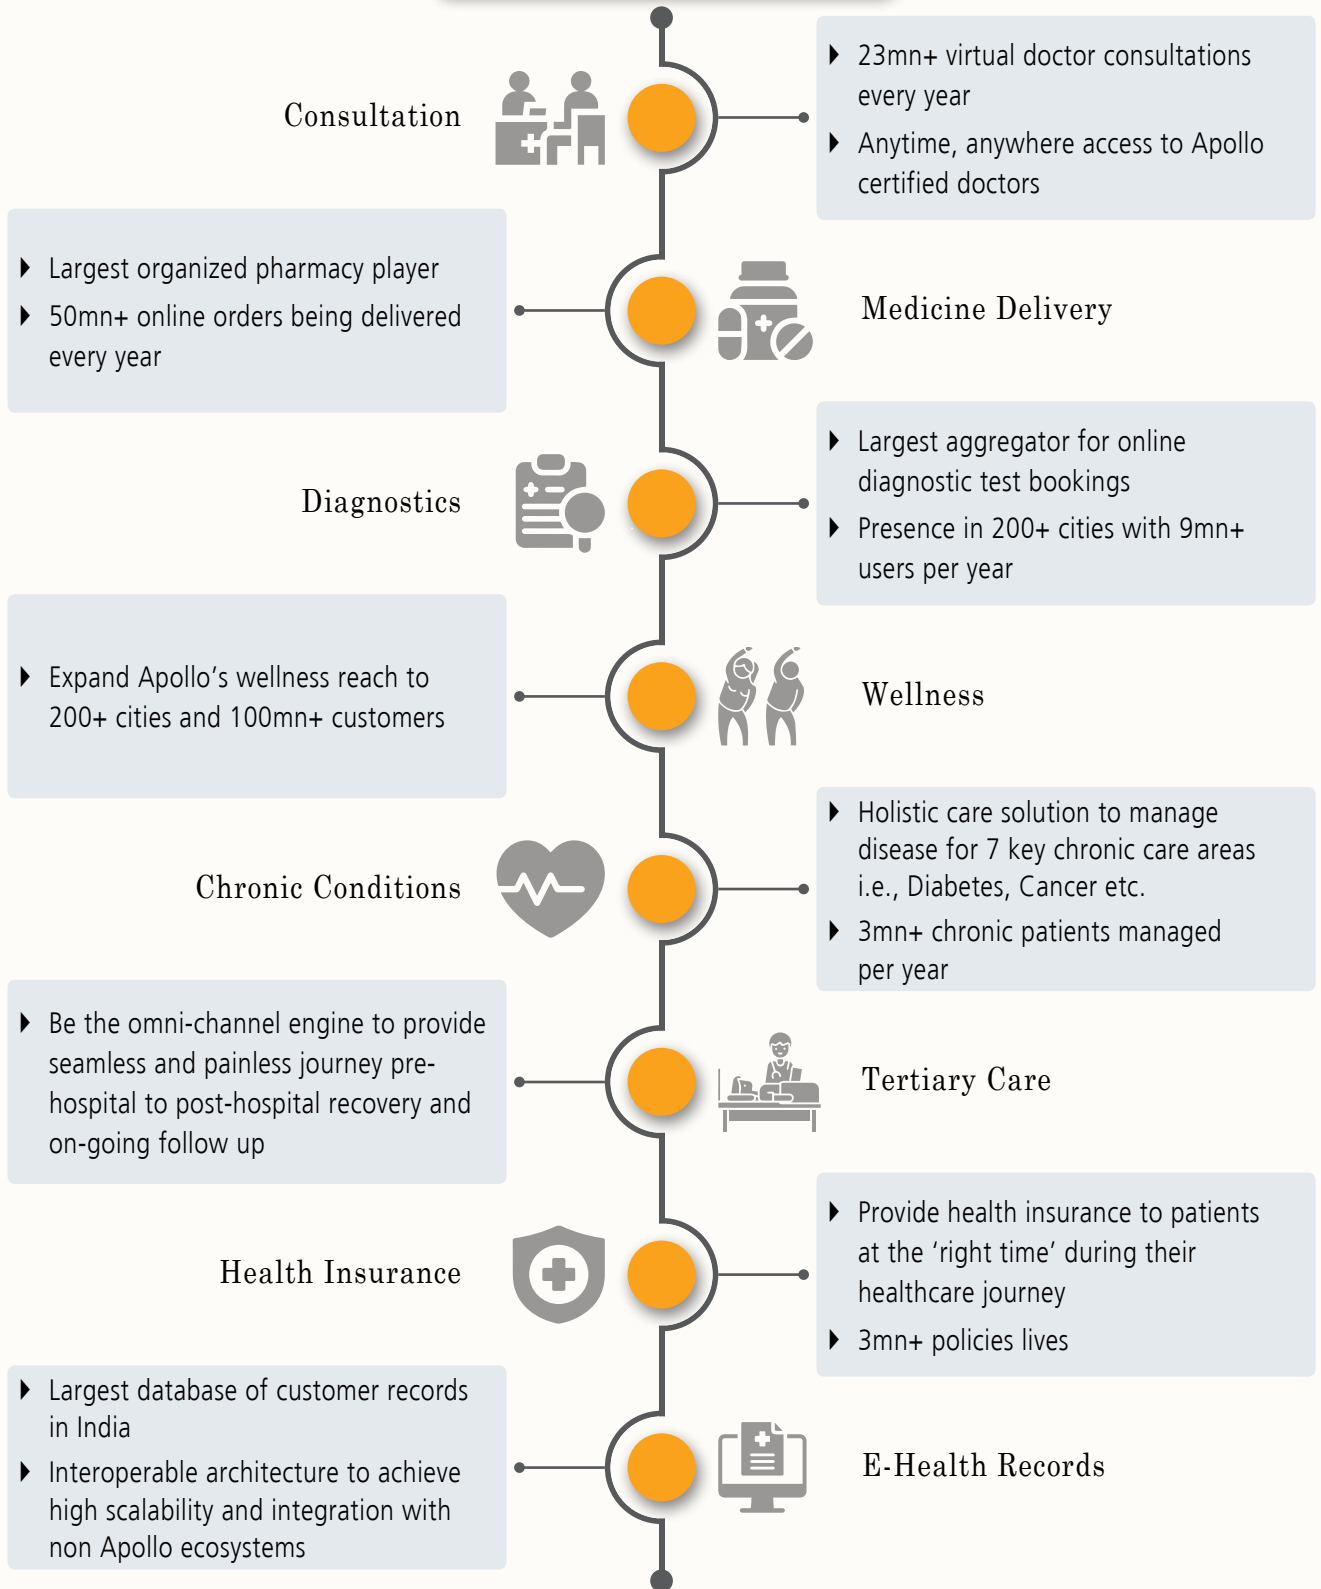 Consultation
23mn+ virtual doctor consultations
every year
Anytime, anywhere access to Apollo
certified doctors
Largest organized pharmacy player
50mn+ online orders being delivered
every year
Medicine Delivery
Diagnostics
Largest aggregator for online
diagnostic test bookings
Presence in 200+ cities with 9mn+
users per year
Expand Apollo’s wellness reach to
200+ cities and 100mn+ customers
Wellness
Chronic Conditions
Holistic care solution to manage
disease for 7 key chronic care areas
i.e., Diabetes, Cancer etc.
3mn+ chronic patients managed
per year
Be the omni-channel engine to provide
seamless and painless journey pre-
hospital to post-hospital recovery and
on-going follow up
Tertiary Care
Health Insurance
Provide health insurance to patients
at the ‘right time’ during their
healthcare journey
3mn+ policies lives
Largest database of customer records
in India
Interoperable architecture to achieve
high scalability and integration with
non Apollo ecosystems
E-Health Records